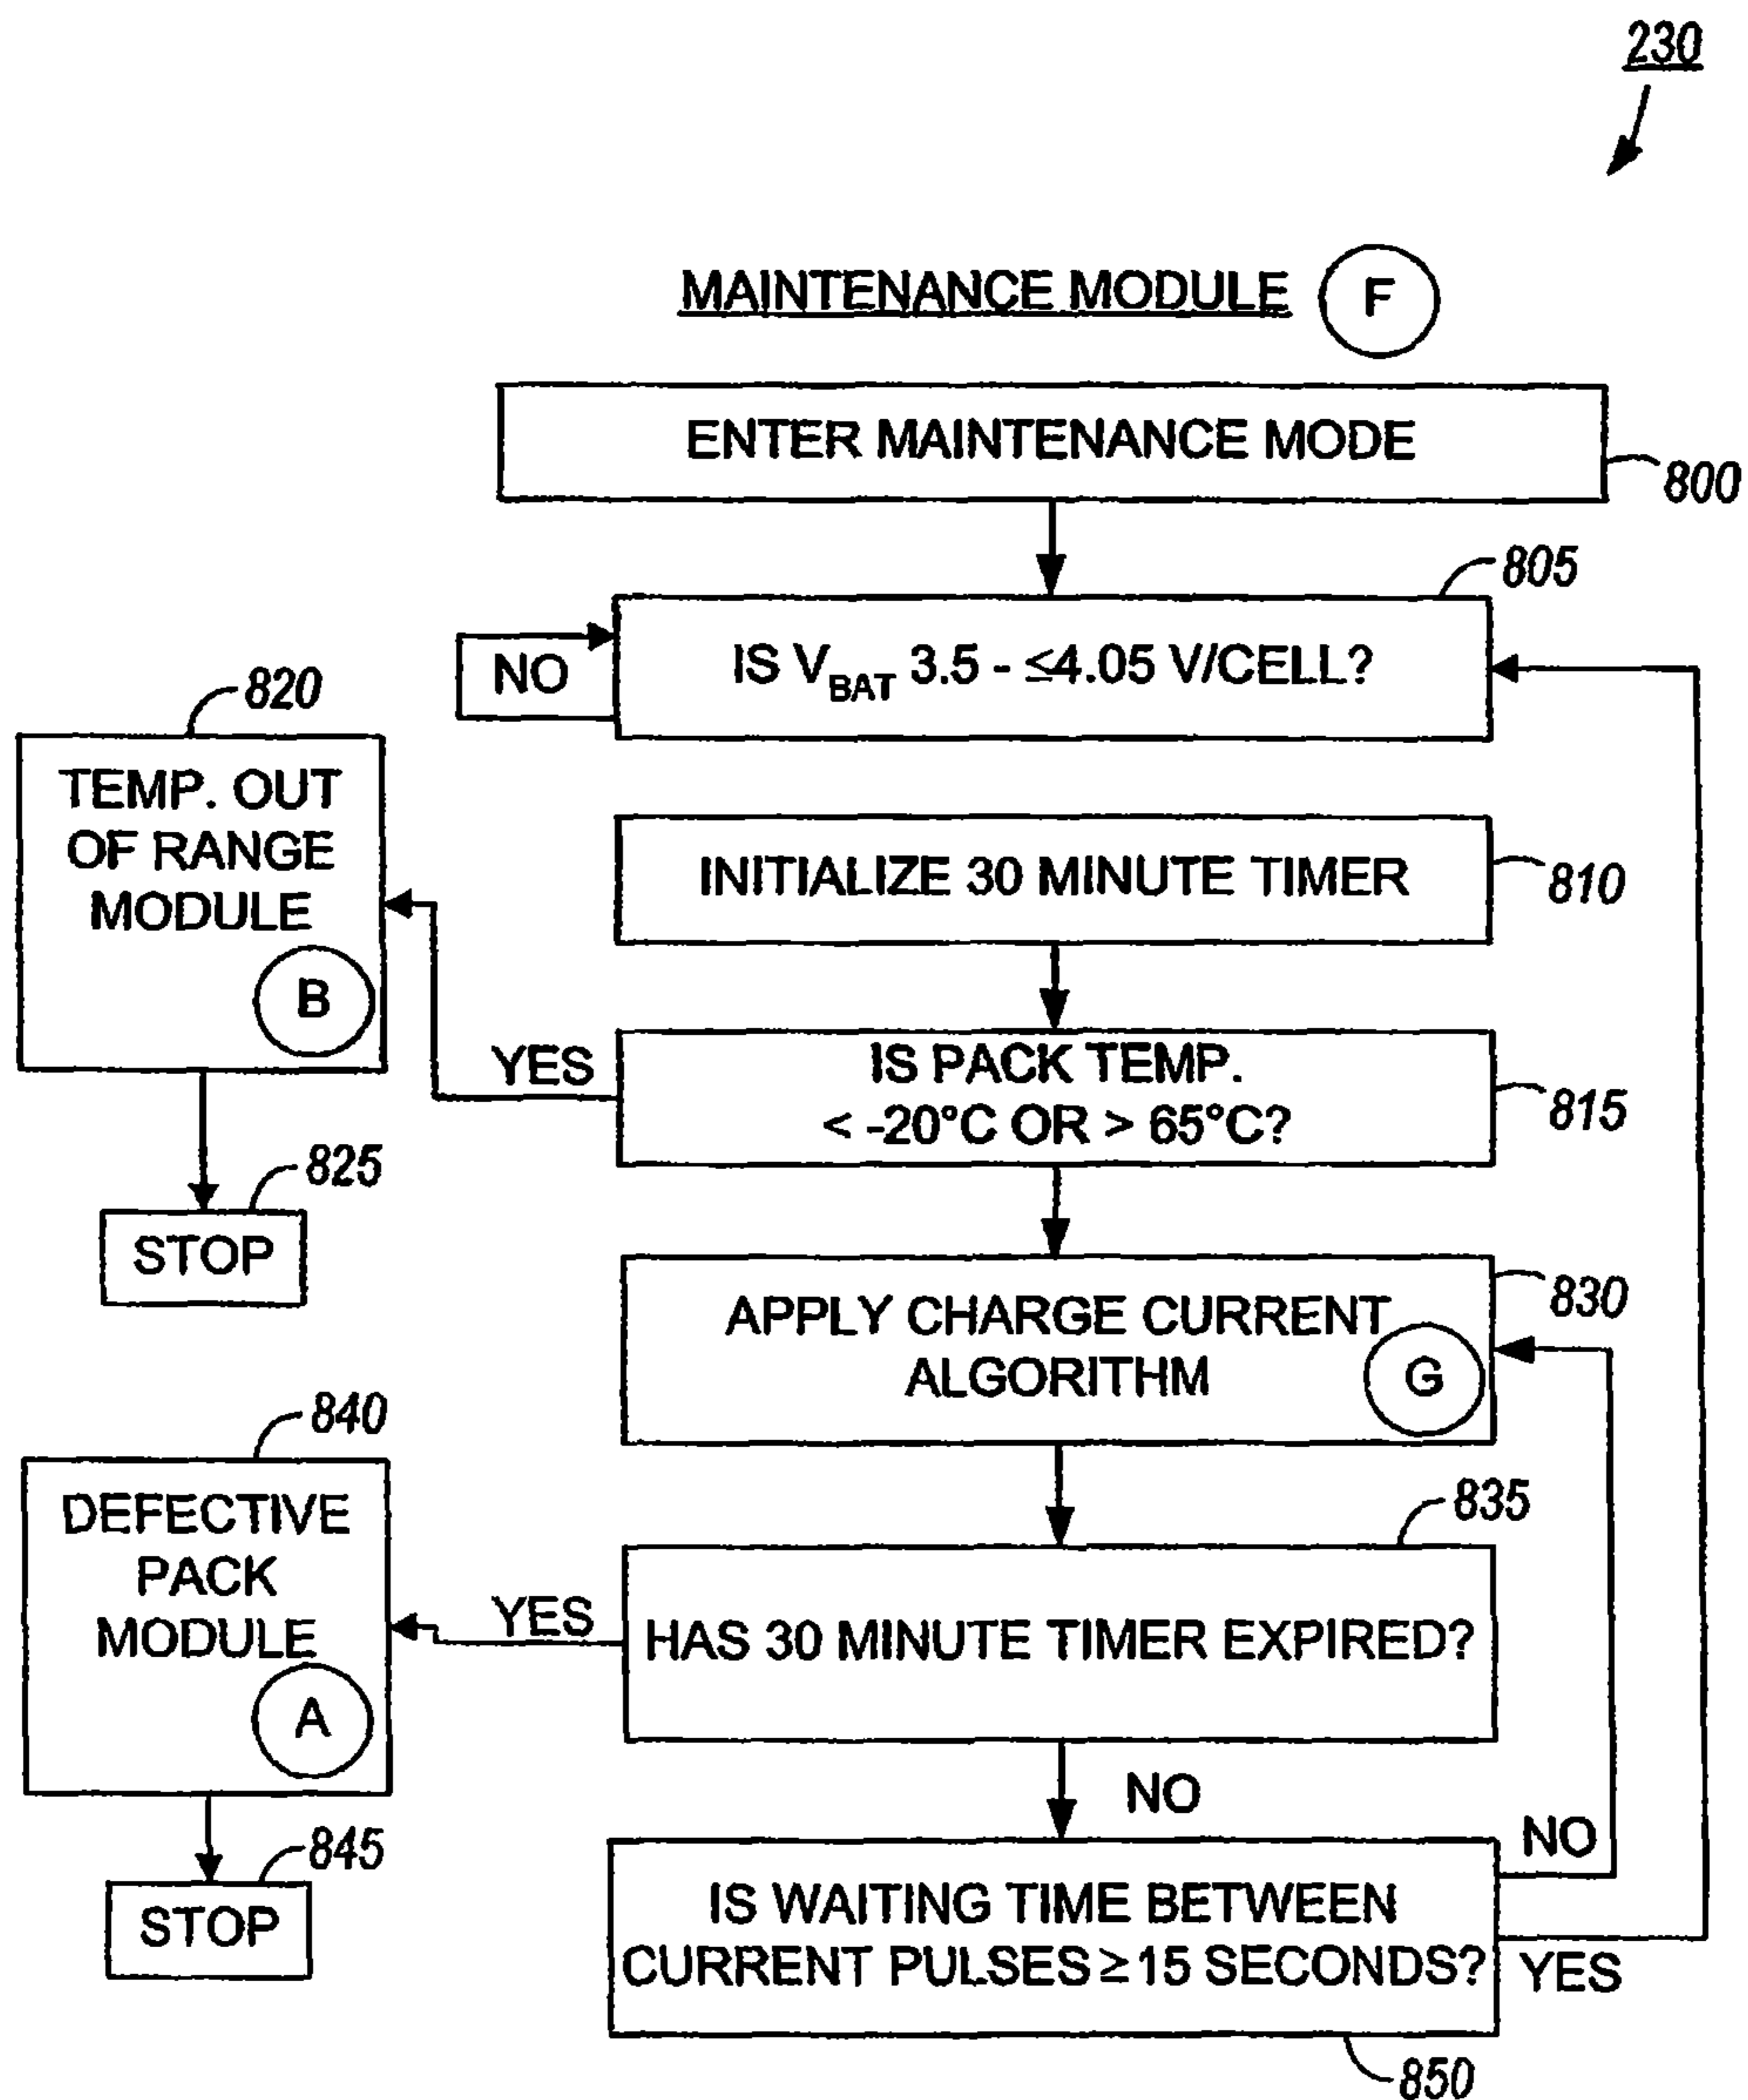 230
MAINTENANCE MODULE F
ENTER MAINTENANCE MODE
800
805
IS VBAT 3.5 - ≤4.05 V/CELL?
NO
820
TEMP. OUT
OF RANGE
MODULE
B
INITIALIZE 30 MINUTE TIMER
810
YES
IS PACK TEMP.
< -20°C OR > 65°C?
815
825
STOP
830
APPLY CHARGE CURRENT
ALGORITHM
G
840
DEFECTIVE
PACK
MODULE
A
835
YES
HAS 30 MINUTE TIMER EXPIRED?
NO
845
STOP
NO
IS WAITING TIME BETWEEN
CURRENT PULSES ≥ 15 SECONDS?
YES
850